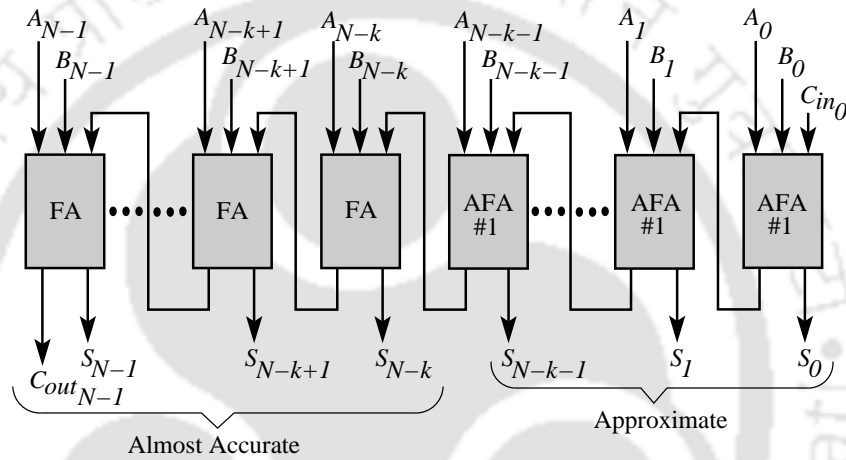 A_{N-1} A_{N-k+1} A_{N-k} A_{N-k-1} A_1 A_0
B_{N-1} B_{N-k+1} B_{N-k} B_{N-k-1} B_1 B_0
C_{in_0}
FA FA FA AFA #1 AFA #1 AFA #1
S_{N-1} S_{N-k+1} S_{N-k} S_{N-k-1} S_1 S_0
C_{out_{N-1}}
Almost Accurate Approximate